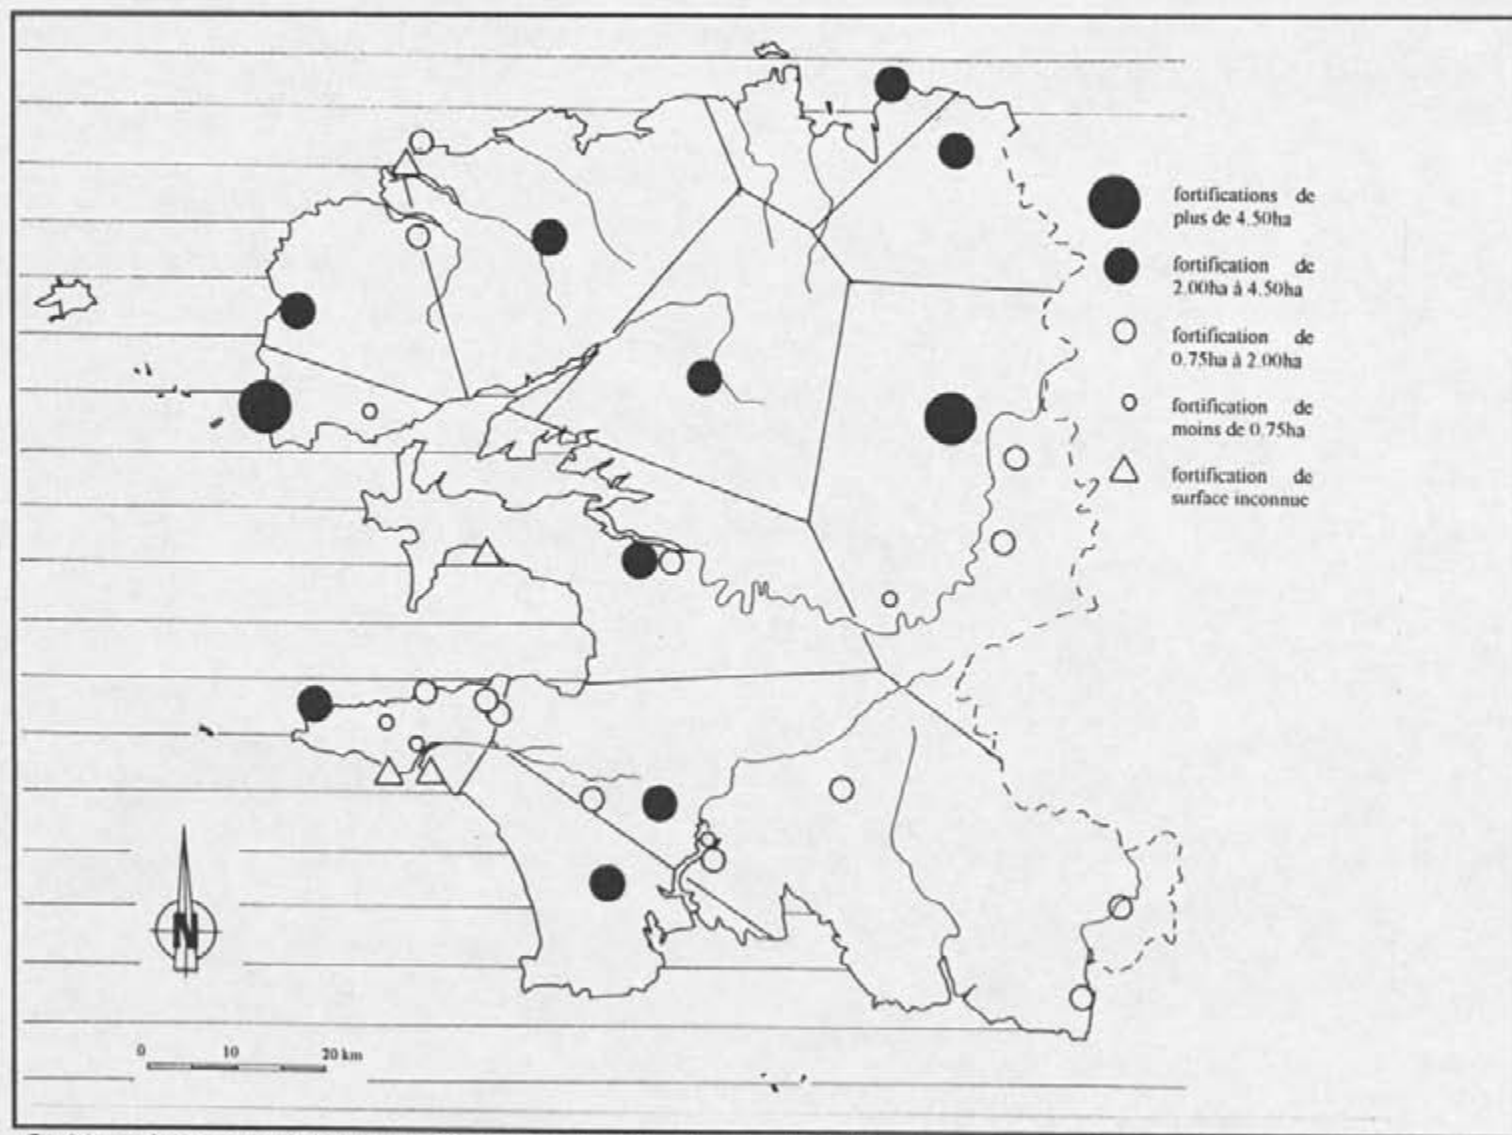 fortifications de
plus de 4.50ha
fortification de
2.00ha à 4.50ha
fortification de
0.75ha à 2.00ha
fortification de
moins de 0.75ha
fortification de
surface inconnue
N
0 10 20 km